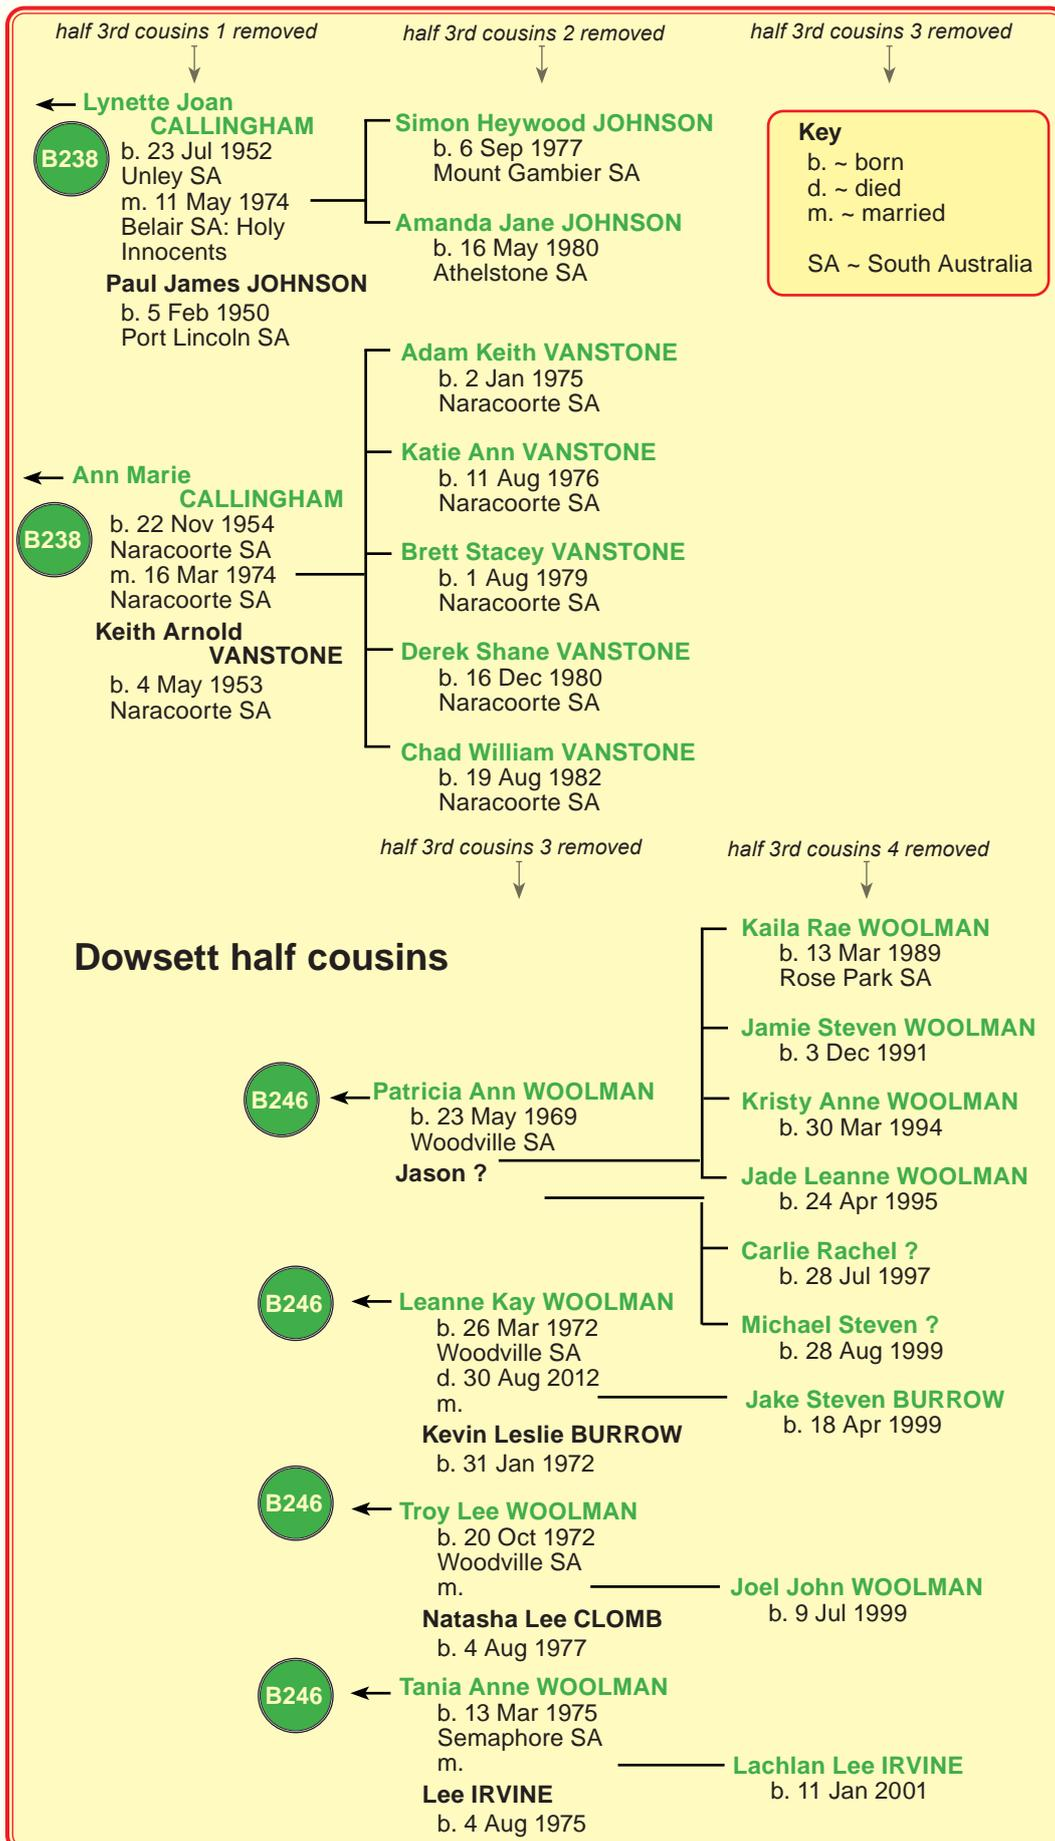 half 3rd cousins 1 removed
half 3rd cousins 2 removed
half 3rd cousins 3 removed
Lynette Joan
CALLINGHAM
B238
b. 23 Jul 1952
Unley SA
m. 11 May 1974
Belair SA: Holy
Innocents
Paul James JOHNSON
b. 5 Feb 1950
Port Lincoln SA
Simon Heywood JOHNSON
b. 6 Sep 1977
Mount Gambier SA
Amanda Jane JOHNSON
b. 16 May 1980
Athelstone SA
Key
b. ~ born
d. ~ died
m. ~ married
SA ~ South Australia
Ann Marie
CALLINGHAM
B238
b. 22 Nov 1954
Naracoorte SA
m. 16 Mar 1974
Naracoorte SA
Keith Arnold
VANSTONE
b. 4 May 1953
Naracoorte SA
Adam Keith VANSTONE
b. 2 Jan 1975
Naracoorte SA
Katie Ann VANSTONE
b. 11 Aug 1976
Naracoorte SA
Brett Stacey VANSTONE
b. 1 Aug 1979
Naracoorte SA
Derek Shane VANSTONE
b. 16 Dec 1980
Naracoorte SA
Chad William VANSTONE
b. 19 Aug 1982
Naracoorte SA
half 3rd cousins 3 removed
half 3rd cousins 4 removed
Dowsett half cousins
B246
Patricia Ann WOOLMAN
b. 23 May 1969
Woodville SA
Jason ?
Kaila Rae WOOLMAN
b. 13 Mar 1989
Rose Park SA
Jamie Steven WOOLMAN
b. 3 Dec 1991
Kristy Anne WOOLMAN
b. 30 Mar 1994
Jade Leanne WOOLMAN
b. 24 Apr 1995
Carlie Rachel ?
b. 28 Jul 1997
Michael Steven ?
b. 28 Aug 1999
B246
Leanne Kay WOOLMAN
b. 26 Mar 1972
Woodville SA
d. 30 Aug 2012
m.
Kevin Leslie BURROW
b. 31 Jan 1972
Jake Steven BURROW
b. 18 Apr 1999
B246
Troy Lee WOOLMAN
b. 20 Oct 1972
Woodville SA
m.
Natasha Lee CLOMB
b. 4 Aug 1977
Joel John WOOLMAN
b. 9 Jul 1999
B246
Tania Anne WOOLMAN
b. 13 Mar 1975
Semaphore SA
m.
Lee IRVINE
b. 4 Aug 1975
Lachlan Lee IRVINE
b. 11 Jan 2001